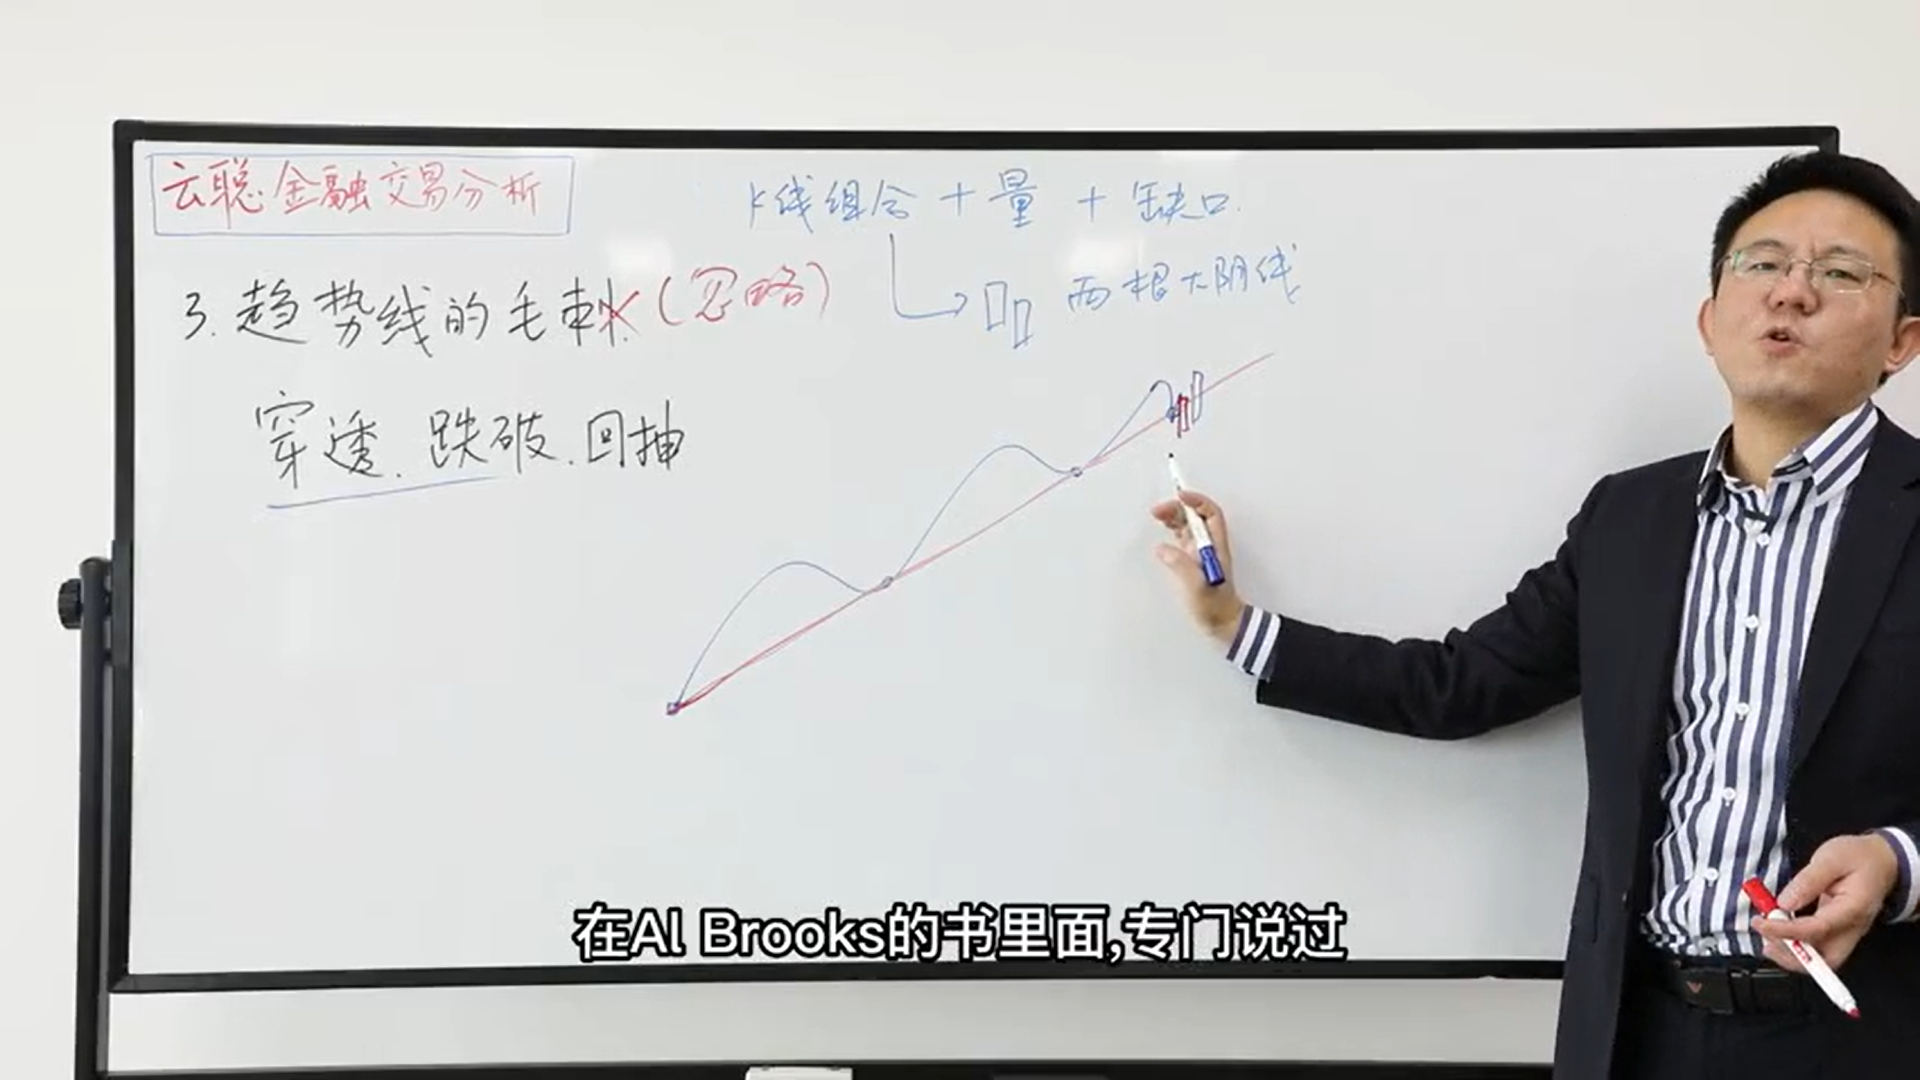 云聪金融交易分析
K线组合+量+缺口
两根大阴线
3.趋势线的毛刺(忽略)
穿透.跌破.回抽
在Al Brooks的书里面,专门说过